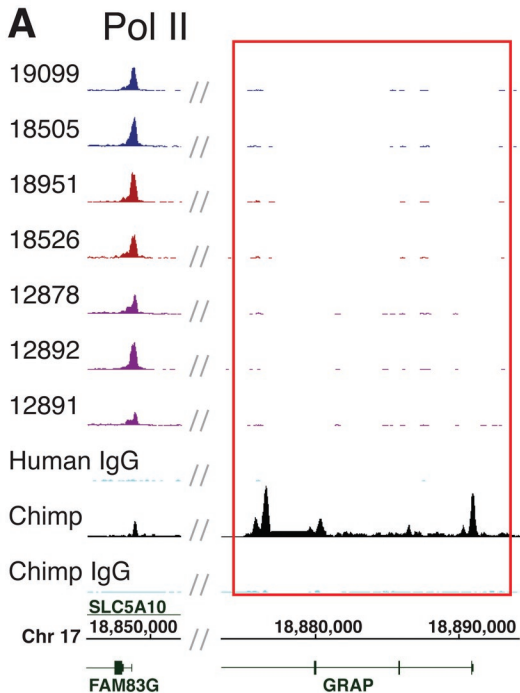 A Pol II
19099
18505
18951
18526
12878
12892
12891
Human IgG
Chimp
Chimp IgG
SLC5A10
Chr 17 18,850,000 18,880,000 18,890,000
FAM83G GRAP